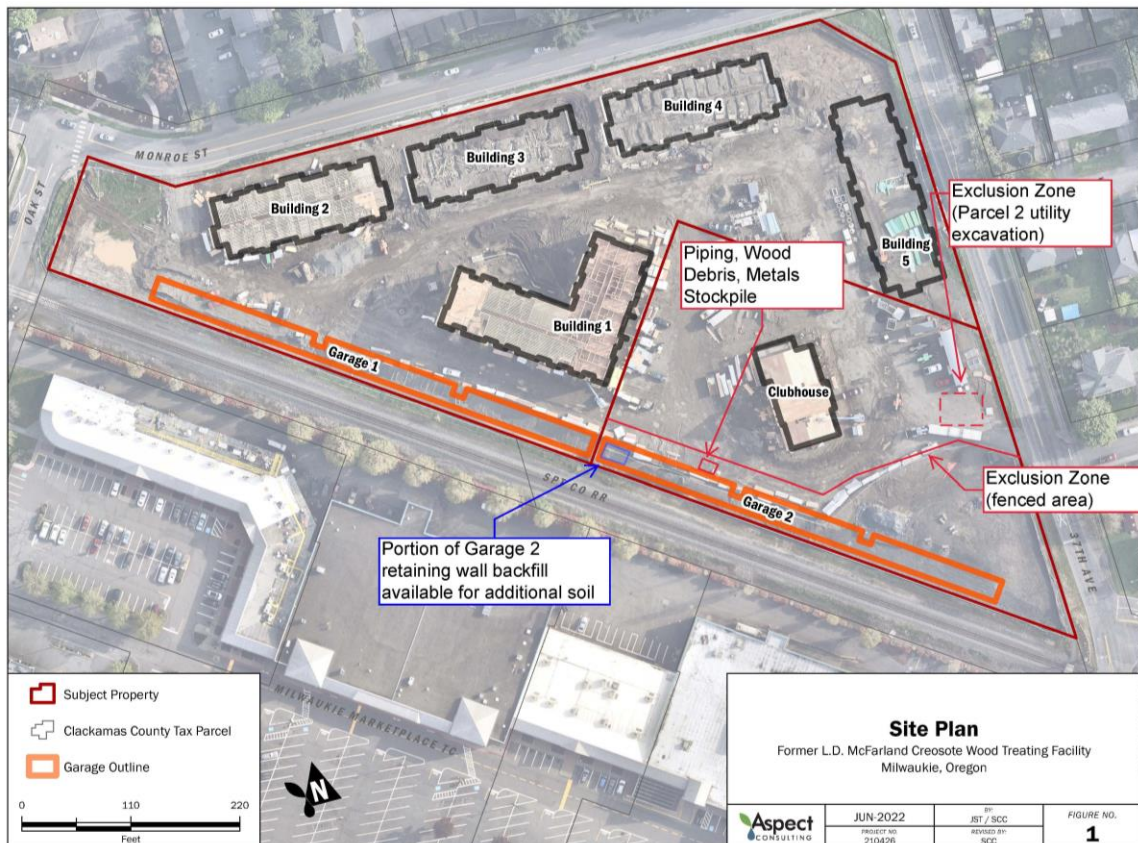 MONROE ST
OAK ST
Building 4
Building 3
Building 2
Building 5
Exclusion Zone
(Parcel 2 utility
excavation)
Piping, Wood
Debris, Metals
Stockpile
Building 1
Clubhouse
Garage 1
SPT CO RR
Garage 2
Exclusion Zone
(fenced area)
37TH AVE
Portion of Garage 2
retaining wall backfill
available for additional soil
MILWAUKIE MARKETPLACE TC
Subject Property
Clackamas County Tax Parcel
Garage Outline
0 110 220
Feet
N
Site Plan
Former L.D. McFarland Creosote Wood Treating Facility
Milwaukie, Oregon
Aspect
CONSULTING
JUN-2022
PROJECT NO.
210426
BY:
JST / SCC
REVISED BY:
SCC
FIGURE NO.
1